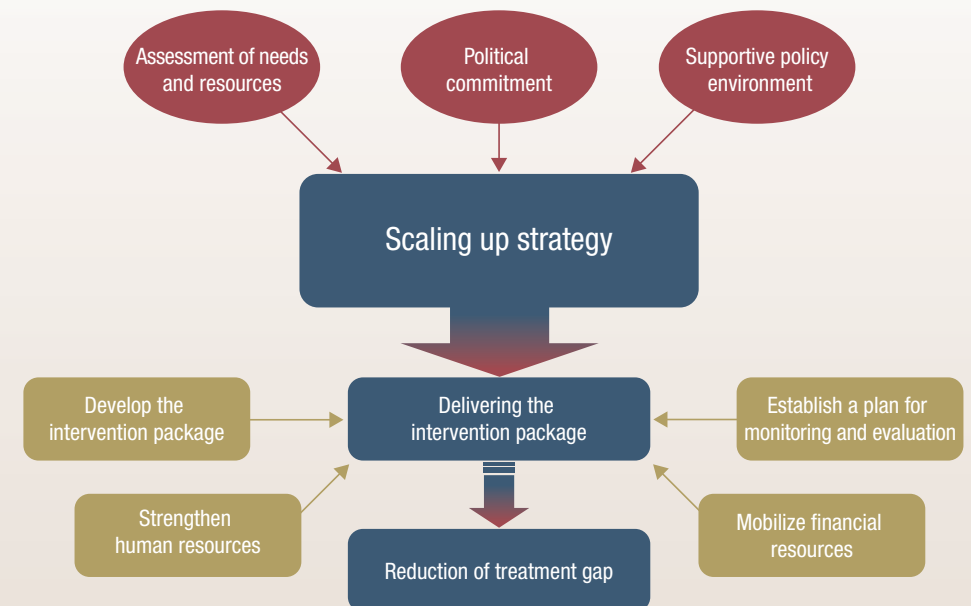 Assessment of needs
and resources
Political
commitment
Supportive policy
environment
Scaling up strategy
Develop the
intervention package
Delivering the
intervention package
Establish a plan for
monitoring and evaluation
Strengthen
human resources
Mobilize financial
resources
Reduction of treatment gap